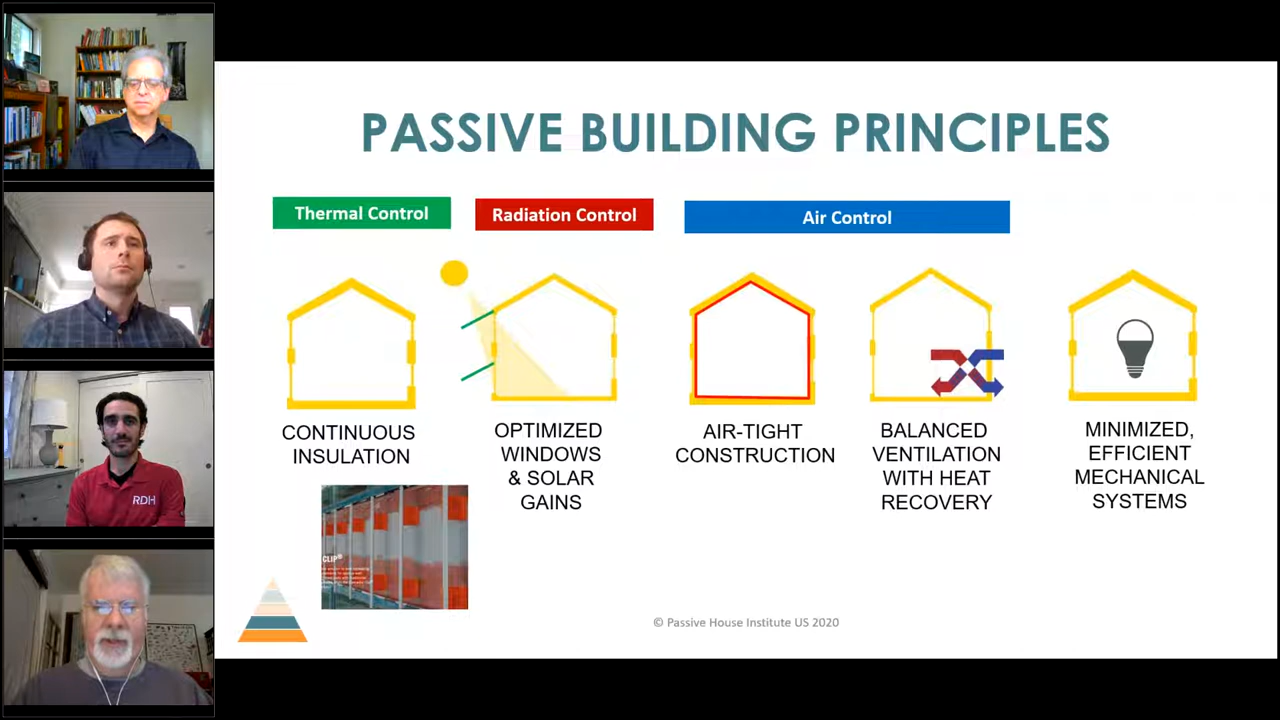 PASSIVE BUILDING PRINCIPLES
Thermal Control
Radiation Control
Air Control
CONTINUOUS
INSULATION
OPTIMIZED
WINDOWS
& SOLAR
GAINS
AIR-TIGHT
CONSTRUCTION
BALANCED
VENTILATION
WITH HEAT
RECOVERY
MINIMIZED,
EFFICIENT
MECHANICAL
SYSTEMS
CLIP®
RDH
© Passive House Institute US 2020